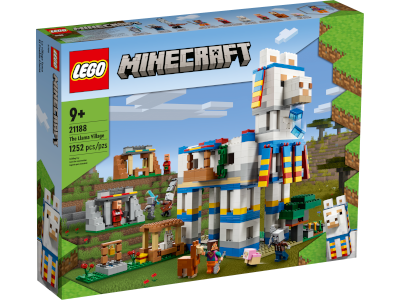 LEGO
MINECRAFT
9+
21188
The Llama Village
1252 pcs/pzs